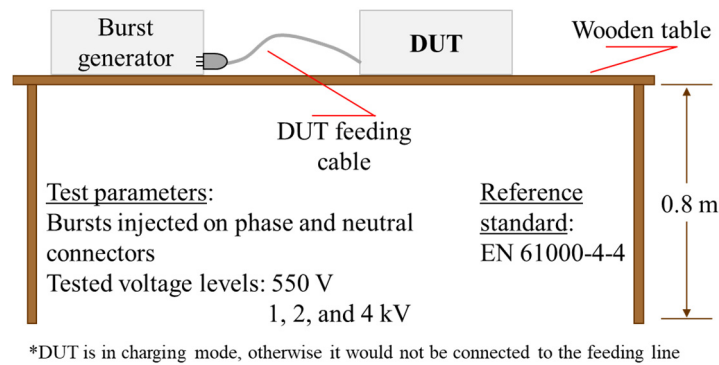 Burst
generator
DUT
Wooden table
DUT feeding
cable
Test parameters:
Bursts injected on phase and neutral
connectors
Tested voltage levels: 550 V
1, 2, and 4 kV
Reference
standard:
EN 61000-4-4
0.8 m
*DUT is in charging mode, otherwise it would not be connected to the feeding line